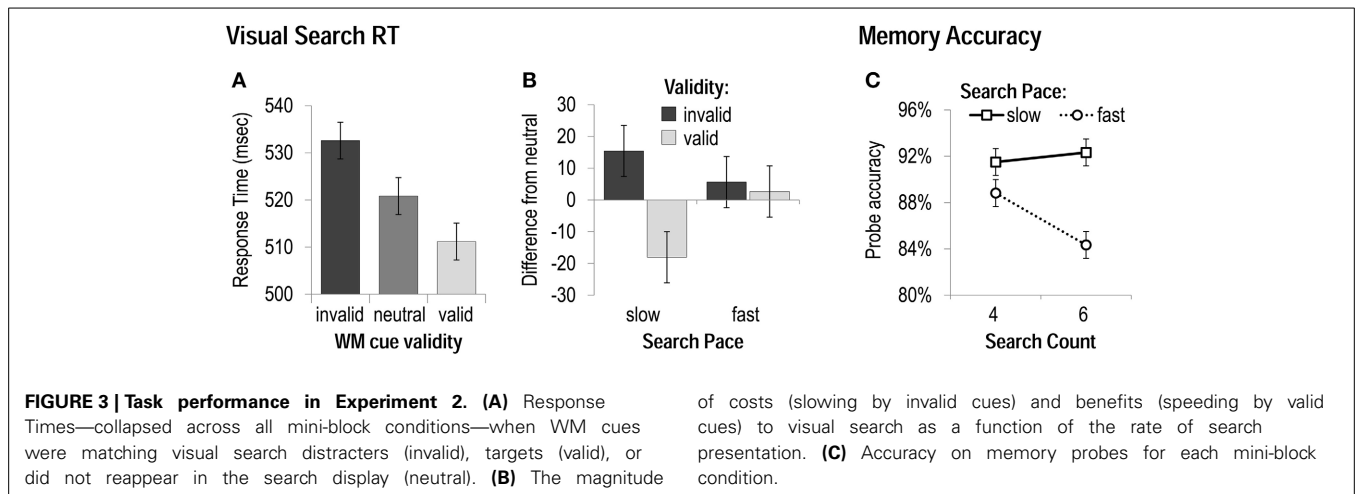 Visual Search RT
Memory Accuracy
A
540
530
520
510
500
Response Time (msec)
invalid neutral valid
WM cue validity
B
Validity:
invalid
valid
30
20
10
0
-10
-20
-30
Difference from neutral
slow fast
Search Pace
C
Search Pace:
slow fast
96%
92%
88%
84%
80%
Probe accuracy
4 6
Search Count
FIGURE 3 | Task performance in Experiment 2. (A) Response
Times—collapsed across all mini-block conditions—when WM cues
were matching visual search distracters (invalid), targets (valid), or
did not reappear in the search display (neutral). (B) The magnitude
of costs (slowing by invalid cues) and benefits (speeding by valid
cues) to visual search as a function of the rate of search
presentation. (C) Accuracy on memory probes for each mini-block
condition.